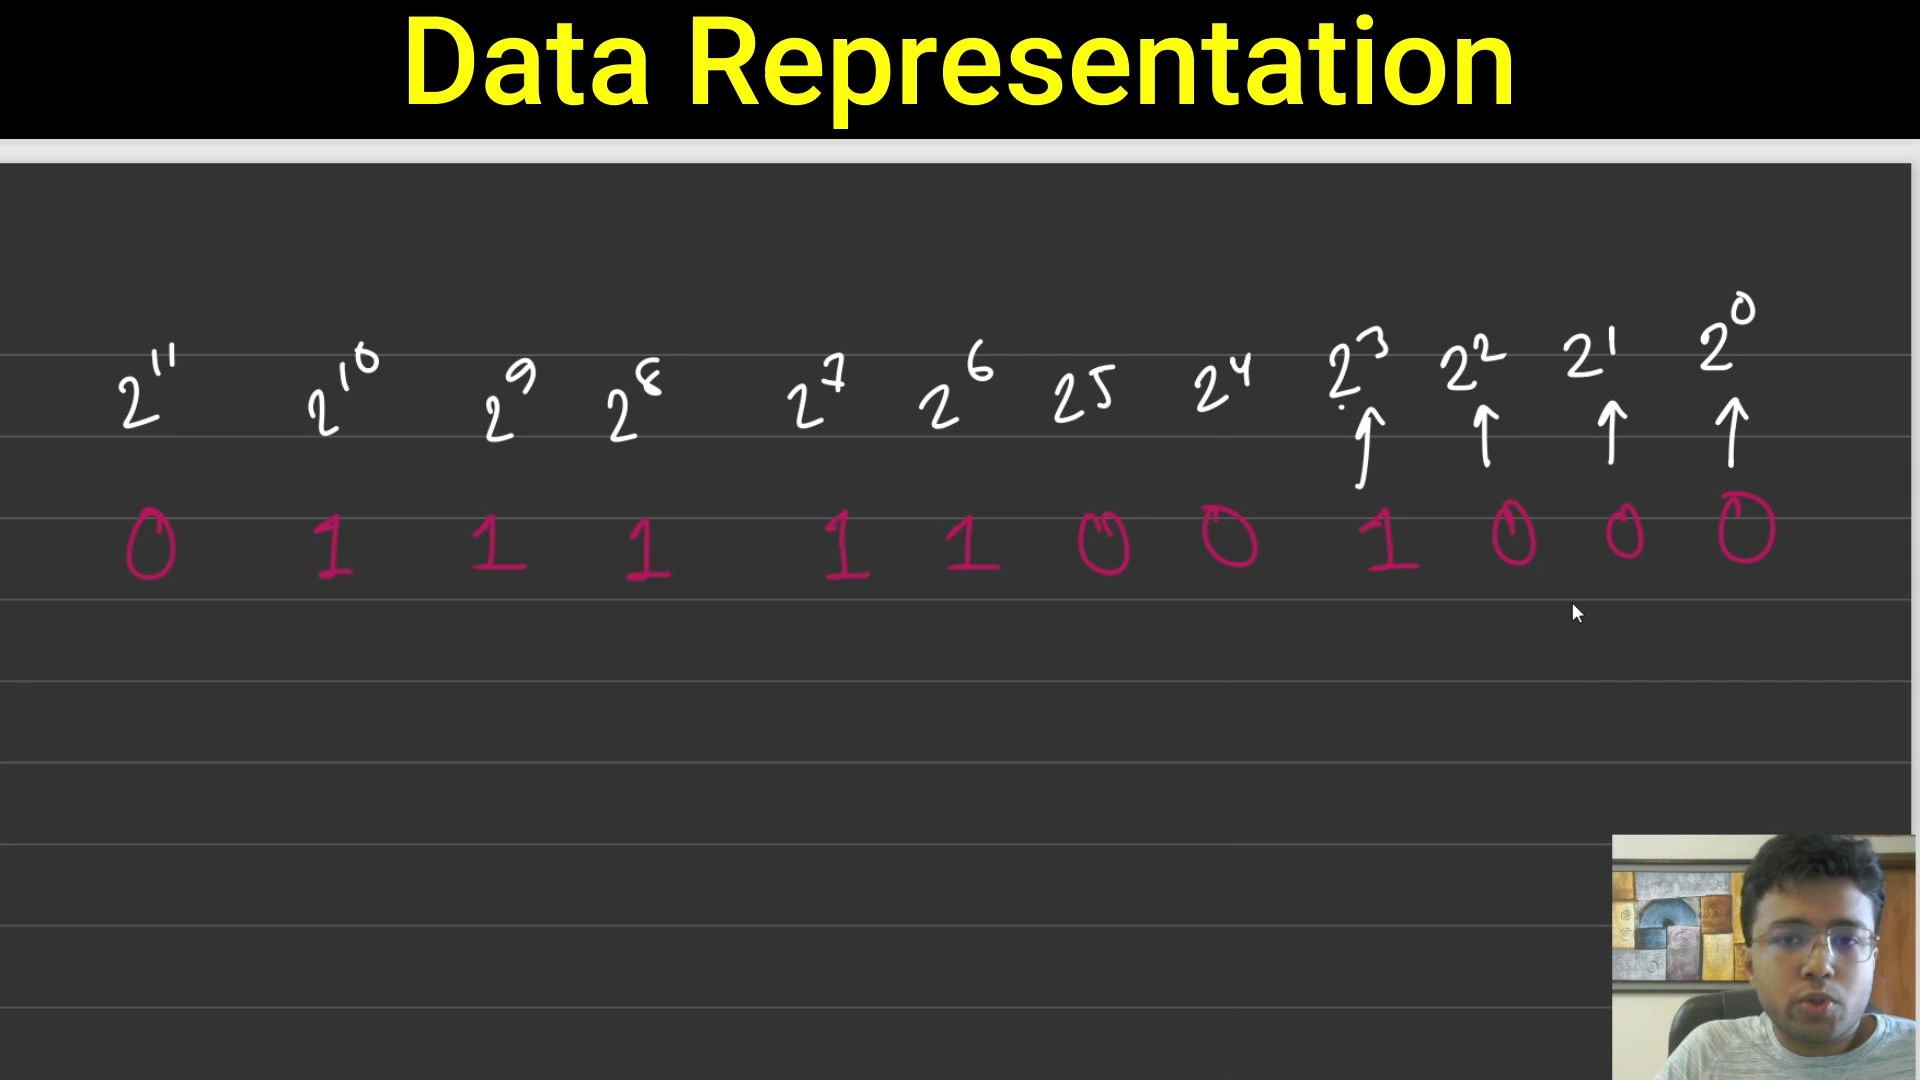 Data Representation
2¹¹ 2¹⁰ 2⁹ 2⁸ 2⁷ 2⁶ 2⁵ 2⁴ 2³ 2² 2¹ 2⁰
0 1 1 1 1 1 0 0 1 0 0 0